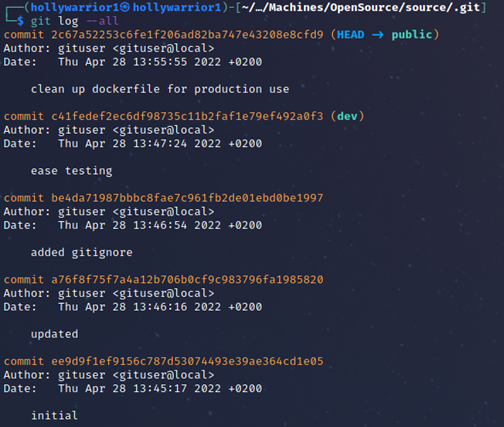 ┌──(hollywarrior1㉿hollywarrior1)-[~/…/Machines/OpenSource/source/.git]
└─$ git log --all
commit 2c67a52253c6fe1f206ad82ba747e43208e8cfd9 (HEAD → public)
Author: gituser <gituser@local>
Date:   Thu Apr 28 13:55:55 2022 +0200
clean up dockerfile for production use
commit c41fedef2ec6df98735c11b2faf1e79ef492a0f3 (dev)
Author: gituser <gituser@local>
Date:   Thu Apr 28 13:47:24 2022 +0200
ease testing
commit be4da71987bbbc8fae7c961fb2de01ebd0be1997
Author: gituser <gituser@local>
Date:   Thu Apr 28 13:46:54 2022 +0200
added gitignore
commit a76f8f75f7a4a12b706b0cf9c983796fa1985820
Author: gituser <gituser@local>
Date:   Thu Apr 28 13:46:16 2022 +0200
updated
commit ee9d9f1ef9156c787d53074493e39ae364cd1e05
Author: gituser <gituser@local>
Date:   Thu Apr 28 13:45:17 2022 +0200
initial